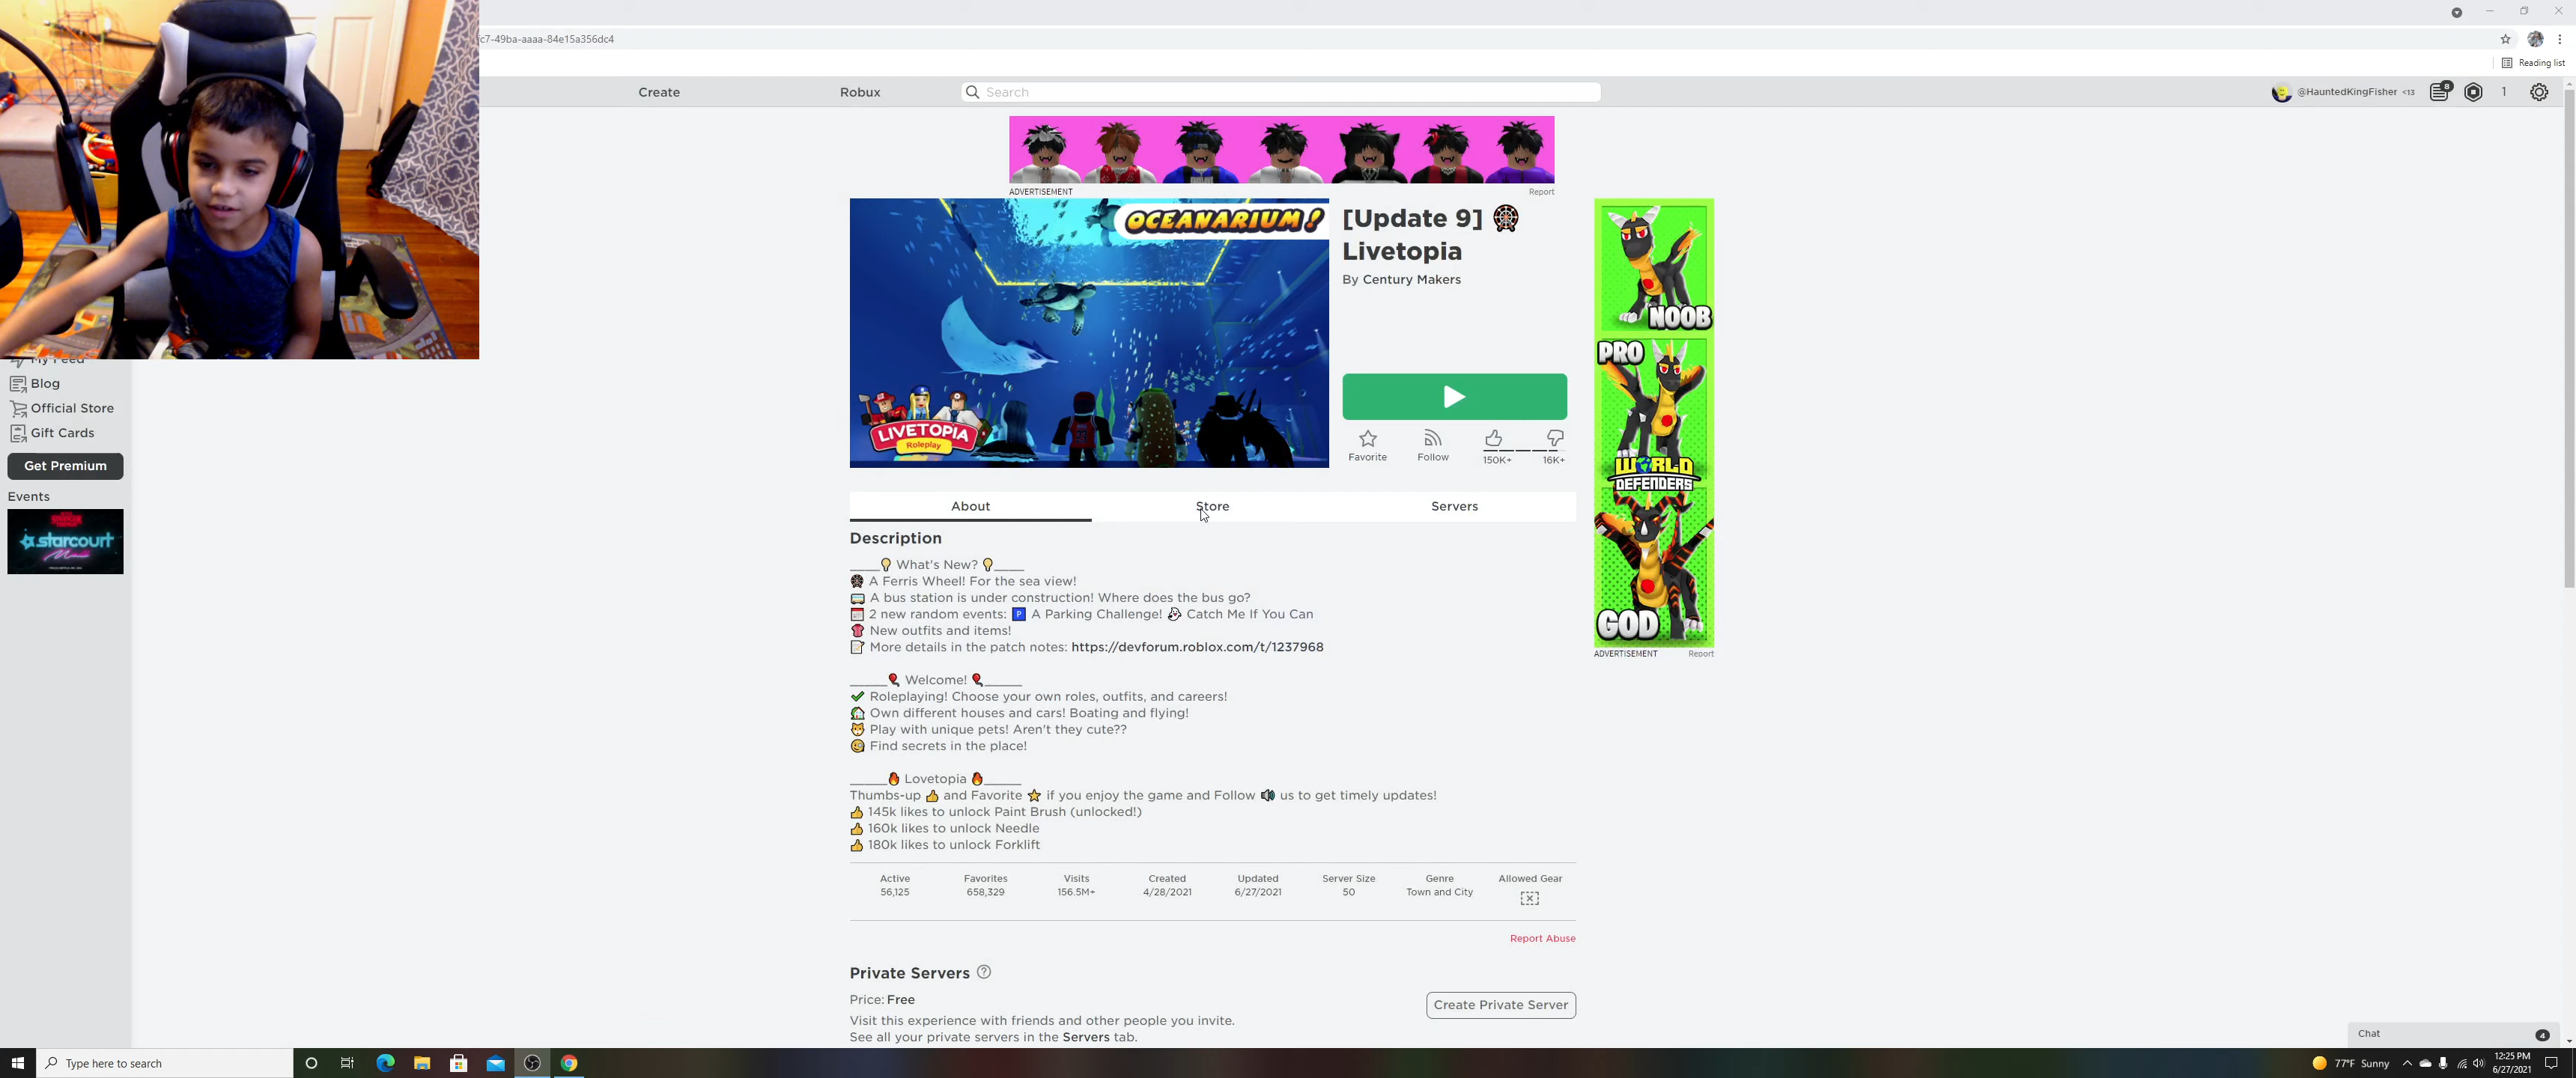 fc7-49ba-aaaa-84e15a356dc4
Reading list
Create
Robux
Search
@HauntedKingFisher <13
8
1
ADVERTISEMENT
Report
OCEANARIUM!
LIVETOPIA
Roleplay
[Update 9]
Livetopia
By Century Makers
Favorite
Follow
150K+
16K+
NOOB
PRO
WORLD
DEFENDERS
GOD
ADVERTISEMENT
Report
My Feed
Blog
Official Store
Gift Cards
Get Premium
Events
starcourt
About
Store
Servers
Description
____💡 What's New? 💡____
A Ferris Wheel! For the sea view!
A bus station is under construction! Where does the bus go?
2 new random events: 🅿 A Parking Challenge! Catch Me If You Can
New outfits and items!
More details in the patch notes: https://devforum.roblox.com/t/1237968
_____🎈 Welcome! 🎈_____
Roleplaying! Choose your own roles, outfits, and careers!
Own different houses and cars! Boating and flying!
Play with unique pets! Aren't they cute??
Find secrets in the place!
_____🔥 Lovetopia 🔥_____
Thumbs-up 👍 and Favorite ⭐ if you enjoy the game and Follow 🔊 us to get timely updates!
👍 145k likes to unlock Paint Brush (unlocked!)
👍 160k likes to unlock Needle
👍 180k likes to unlock Forklift
Active
56,125
Favorites
658,329
Visits
156.5M+
Created
4/28/2021
Updated
6/27/2021
Server Size
50
Genre
Town and City
Allowed Gear
Report Abuse
Private Servers
Price: Free
Create Private Server
Visit this experience with friends and other people you invite.
See all your private servers in the Servers tab.
Chat
4
Type here to search
77°F Sunny
12:25 PM
6/27/2021